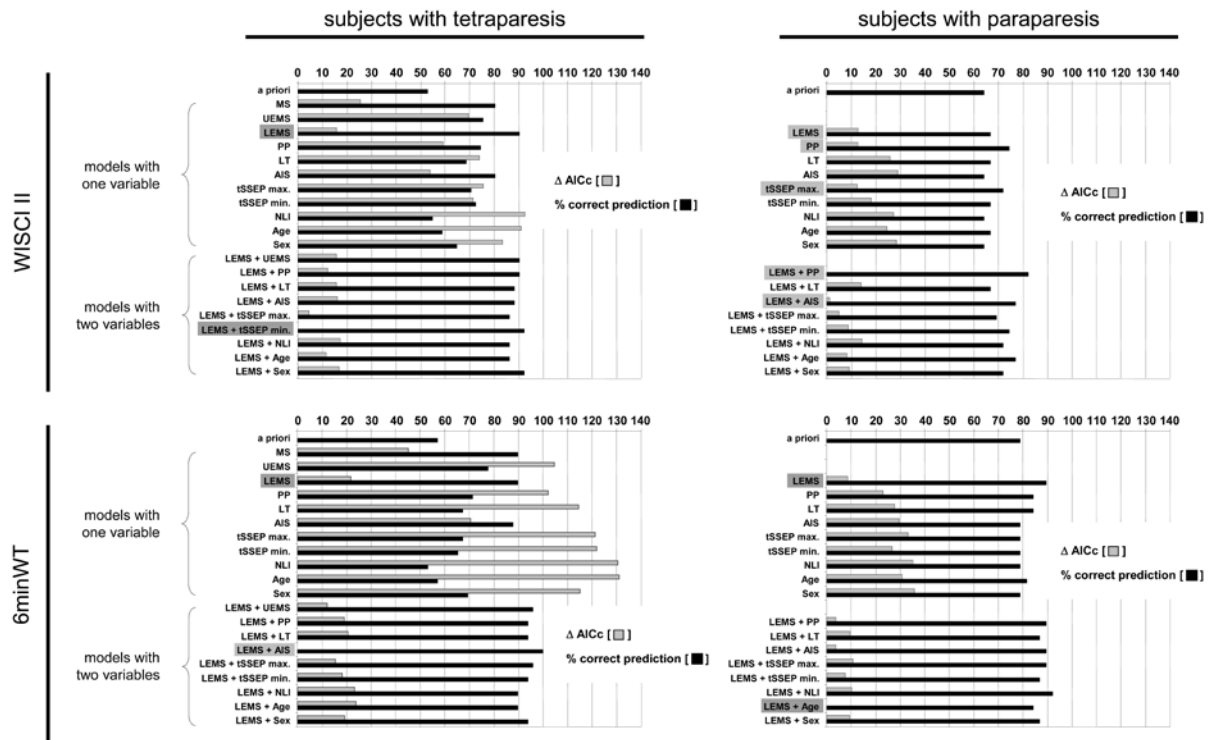 subjects with tetraparesis
subjects with paraparesis
WISCI II
0 10 20 30 40 50 60 70 80 90 100 110 120 130 140
a priori
models with
one variable
MS
UEMS
LEMS
PP
LT
AIS
tSSEP max.
tSSEP min.
NLI
Age
Sex
models with
two variables
LEMS + UEMS
LEMS + PP
LEMS + LT
LEMS + AIS
LEMS + tSSEP max.
LEMS + tSSEP min.
LEMS + NLI
LEMS + Age
LEMS + Sex
Δ AICc [ ]
% correct prediction [ ]
0 10 20 30 40 50 60 70 80 90 100 110 120 130 140
a priori
LEMS
PP
LT
AIS
tSSEP max.
tSSEP min.
NLI
Age
Sex
LEMS + PP
LEMS + LT
LEMS + AIS
LEMS + tSSEP max.
LEMS + tSSEP min.
LEMS + NLI
LEMS + Age
LEMS + Sex
Δ AICc [ ]
% correct prediction [ ]
6minWT
0 10 20 30 40 50 60 70 80 90 100 110 120 130 140
a priori
models with
one variable
MS
UEMS
LEMS
PP
LT
AIS
tSSEP max.
tSSEP min.
NLI
Age
Sex
models with
two variables
LEMS + UEMS
LEMS + PP
LEMS + LT
LEMS + AIS
LEMS + tSSEP max.
LEMS + tSSEP min.
LEMS + NLI
LEMS + Age
LEMS + Sex
Δ AICc [ ]
% correct prediction [ ]
0 10 20 30 40 50 60 70 80 90 100 110 120 130 140
a priori
LEMS
PP
LT
AIS
tSSEP max.
tSSEP min.
NLI
Age
Sex
LEMS + PP
LEMS + LT
LEMS + AIS
LEMS + tSSEP max.
LEMS + tSSEP min.
LEMS + NLI
LEMS + Age
LEMS + Sex
Δ AICc [ ]
% correct prediction [ ]